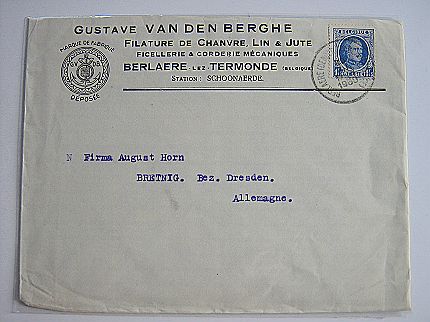 GUSTAVE VAN DEN BERGHE
FILATURE DE CHANVRE, LIN & JUTE
FICELLERIE & CORDERIE MÉCANIQUES
BERLAERE-LEZ-TERMONDE (BELGIQUE)
STATION: SCHOONAERDE.
MARQUE DE FABRIQUE
DÉPOSÉE
BELGIQUE
N Firma August Horn
BRETNIG. Bez. Dresden.
Allemagne.